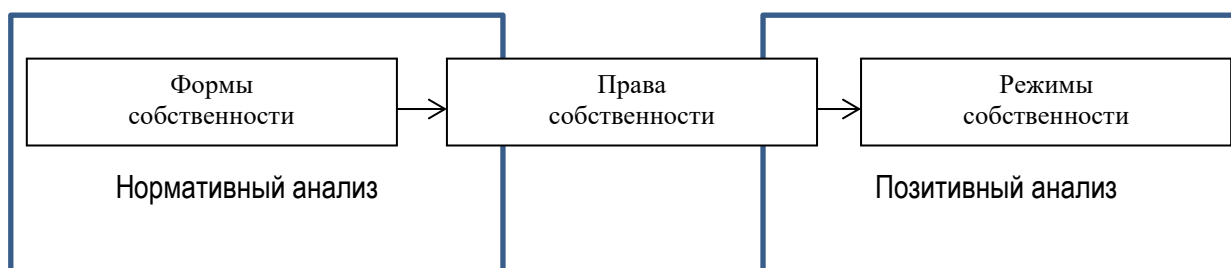 Формы
собственности
Права
собственности
Режимы
собственности
Нормативный анализ
Позитивный анализ